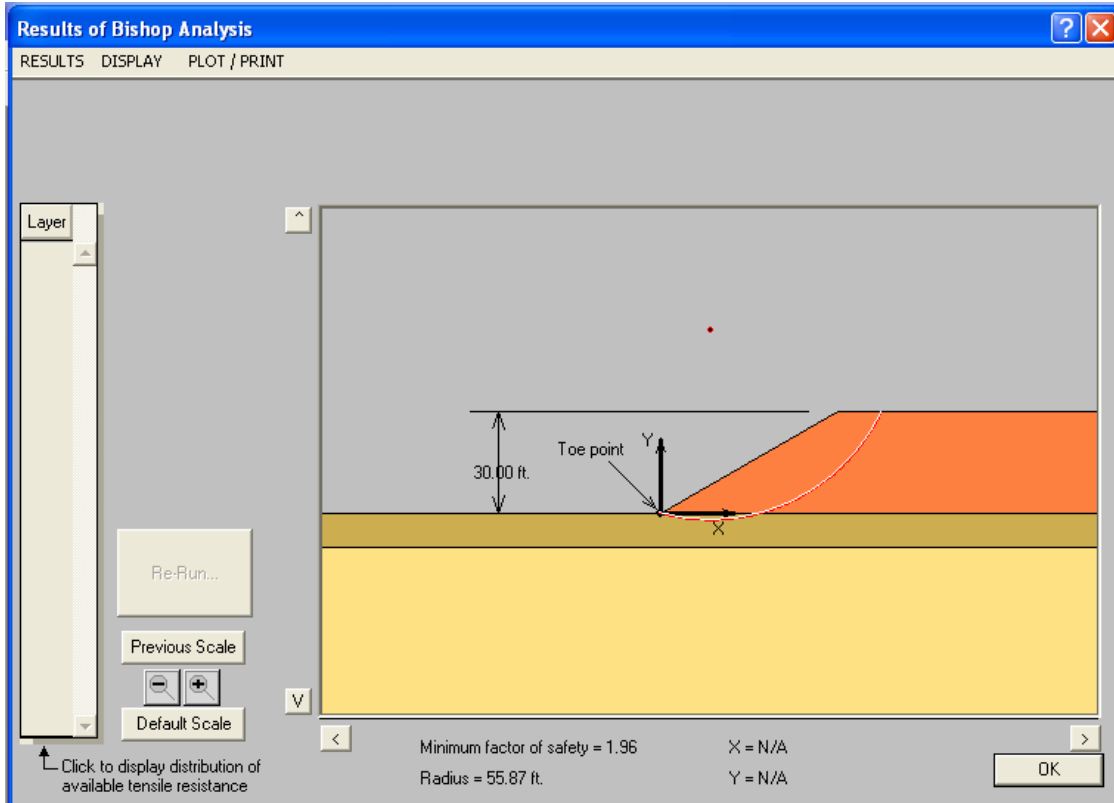 Results of Bishop Analysis
RESULTS DISPLAY PLOT / PRINT
Layer
^
Y
Toe point
30.00 ft.
X
Re-Run...
Previous Scale
V
Default Scale
< >
Click to display distribution of
available tensile resistance
Minimum factor of safety = 1.96 X = N/A
Radius = 55.87 ft. Y = N/A
OK